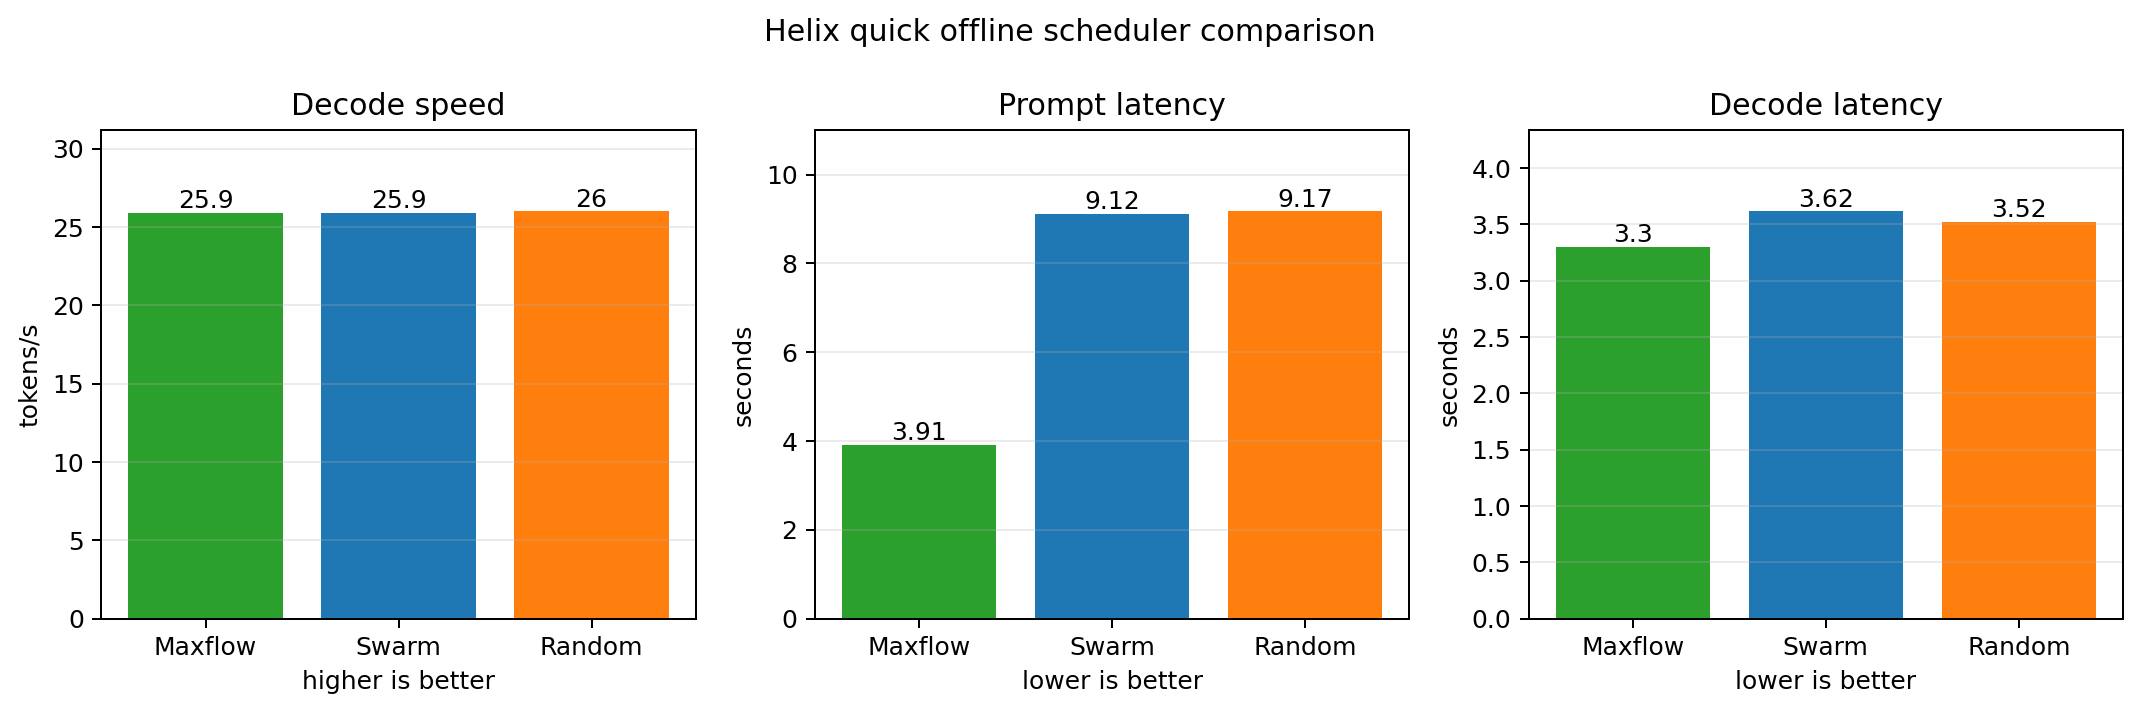 Helix quick offline scheduler comparison
Decode speed
30
25
20
15
10
5
0
tokens/s
25.9
25.9
26
Maxflow
Swarm
Random
higher is better
Prompt latency
10
8
6
4
2
0
seconds
3.91
9.12
9.17
Maxflow
Swarm
Random
lower is better
Decode latency
4.0
3.5
3.0
2.5
2.0
1.5
1.0
0.5
0.0
seconds
3.3
3.62
3.52
Maxflow
Swarm
Random
lower is better